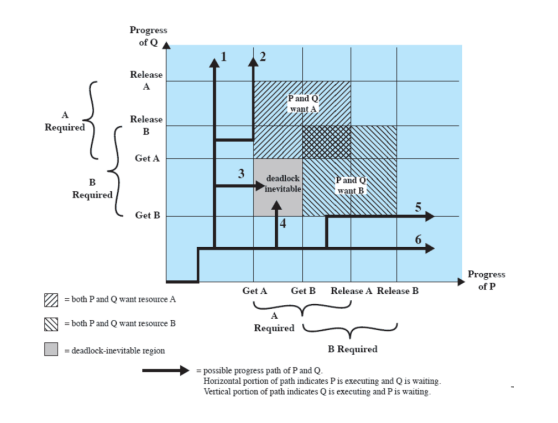 Progress
of Q
1
2
Release
A
P and Q
want A
A
Required
Release
B
Get A
3
deadlock
inevitable
P and Q
want B
B
Required
Get B
4
5
6
Progress
of P
Get A
Get B
Release A
Release B
A
Required
B Required
= both P and Q want resource A
= both P and Q want resource B
= deadlock-inevitable region
= possible progress path of P and Q.
Horizontal portion of path indicates P is executing and Q is waiting.
Vertical portion of path indicates Q is executing and P is waiting.